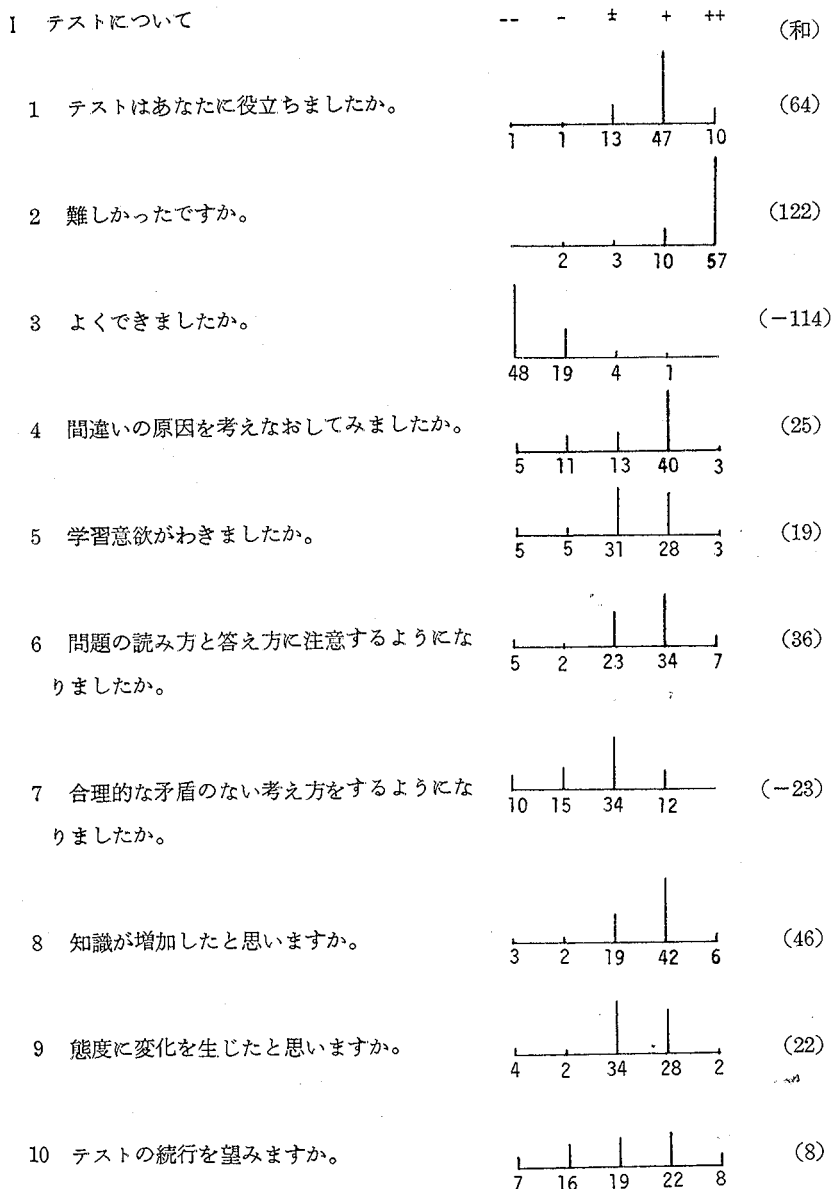 I テストについて -- - ± + ++ (和)
1 テストはあなたに役立ちましたか。 (64)
1 1 13 47 10
2 難しかったですか。 (122)
2 3 10 57
3 よくできましたか。 (-114)
48 19 4 1
4 間違いの原因を考えなおしてみましたか。 (25)
5 11 13 40 3
5 学習意欲がわきましたか。 (19)
5 5 31 28 3
6 問題の読み方と答え方に注意するようにな (36)
5 2 23 34 7
りましたか。
7 合理的な矛盾のない考え方をするようにな (-23)
10 15 34 12
りましたか。
8 知識が増加したと思いますか。 (46)
3 2 19 42 6
9 態度に変化を生じたと思いますか。 (22)
4 2 34 28 2
10 テストの続行を望みますか。 (8)
7 16 19 22 8